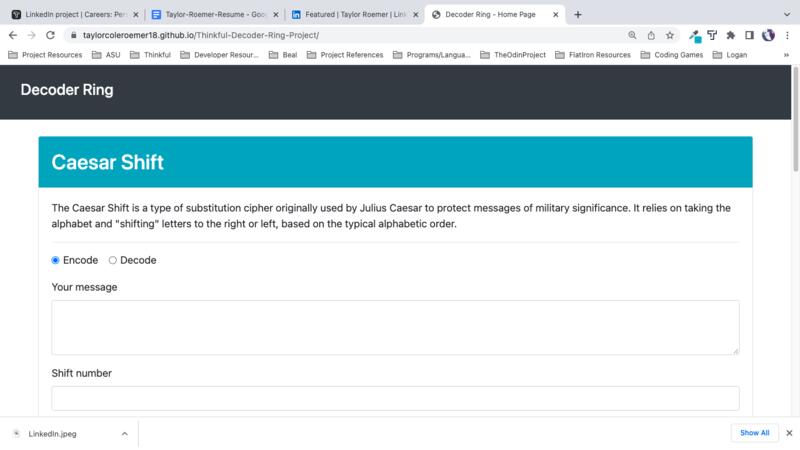 LinkedIn project | Careers: Per
Taylor-Roemer-Resume - Goo
Featured | Taylor Roemer | Link
Decoder Ring - Home Page
taylorcoleroemer18.github.io/Thinkful-Decoder-Ring-Project/
Project Resources
ASU
Thinkful
Developer Resour...
Beal
Project References
Programs/Langua...
TheOdinProject
FlatIron Resources
Coding Games
Logan
Decoder Ring
Caesar Shift
The Caesar Shift is a type of substitution cipher originally used by Julius Caesar to protect messages of military significance. It relies on taking the
alphabet and "shifting" letters to the right or left, based on the typical alphabetic order.
Encode Decode
Your message
Shift number
LinkedIn.jpeg
Show All